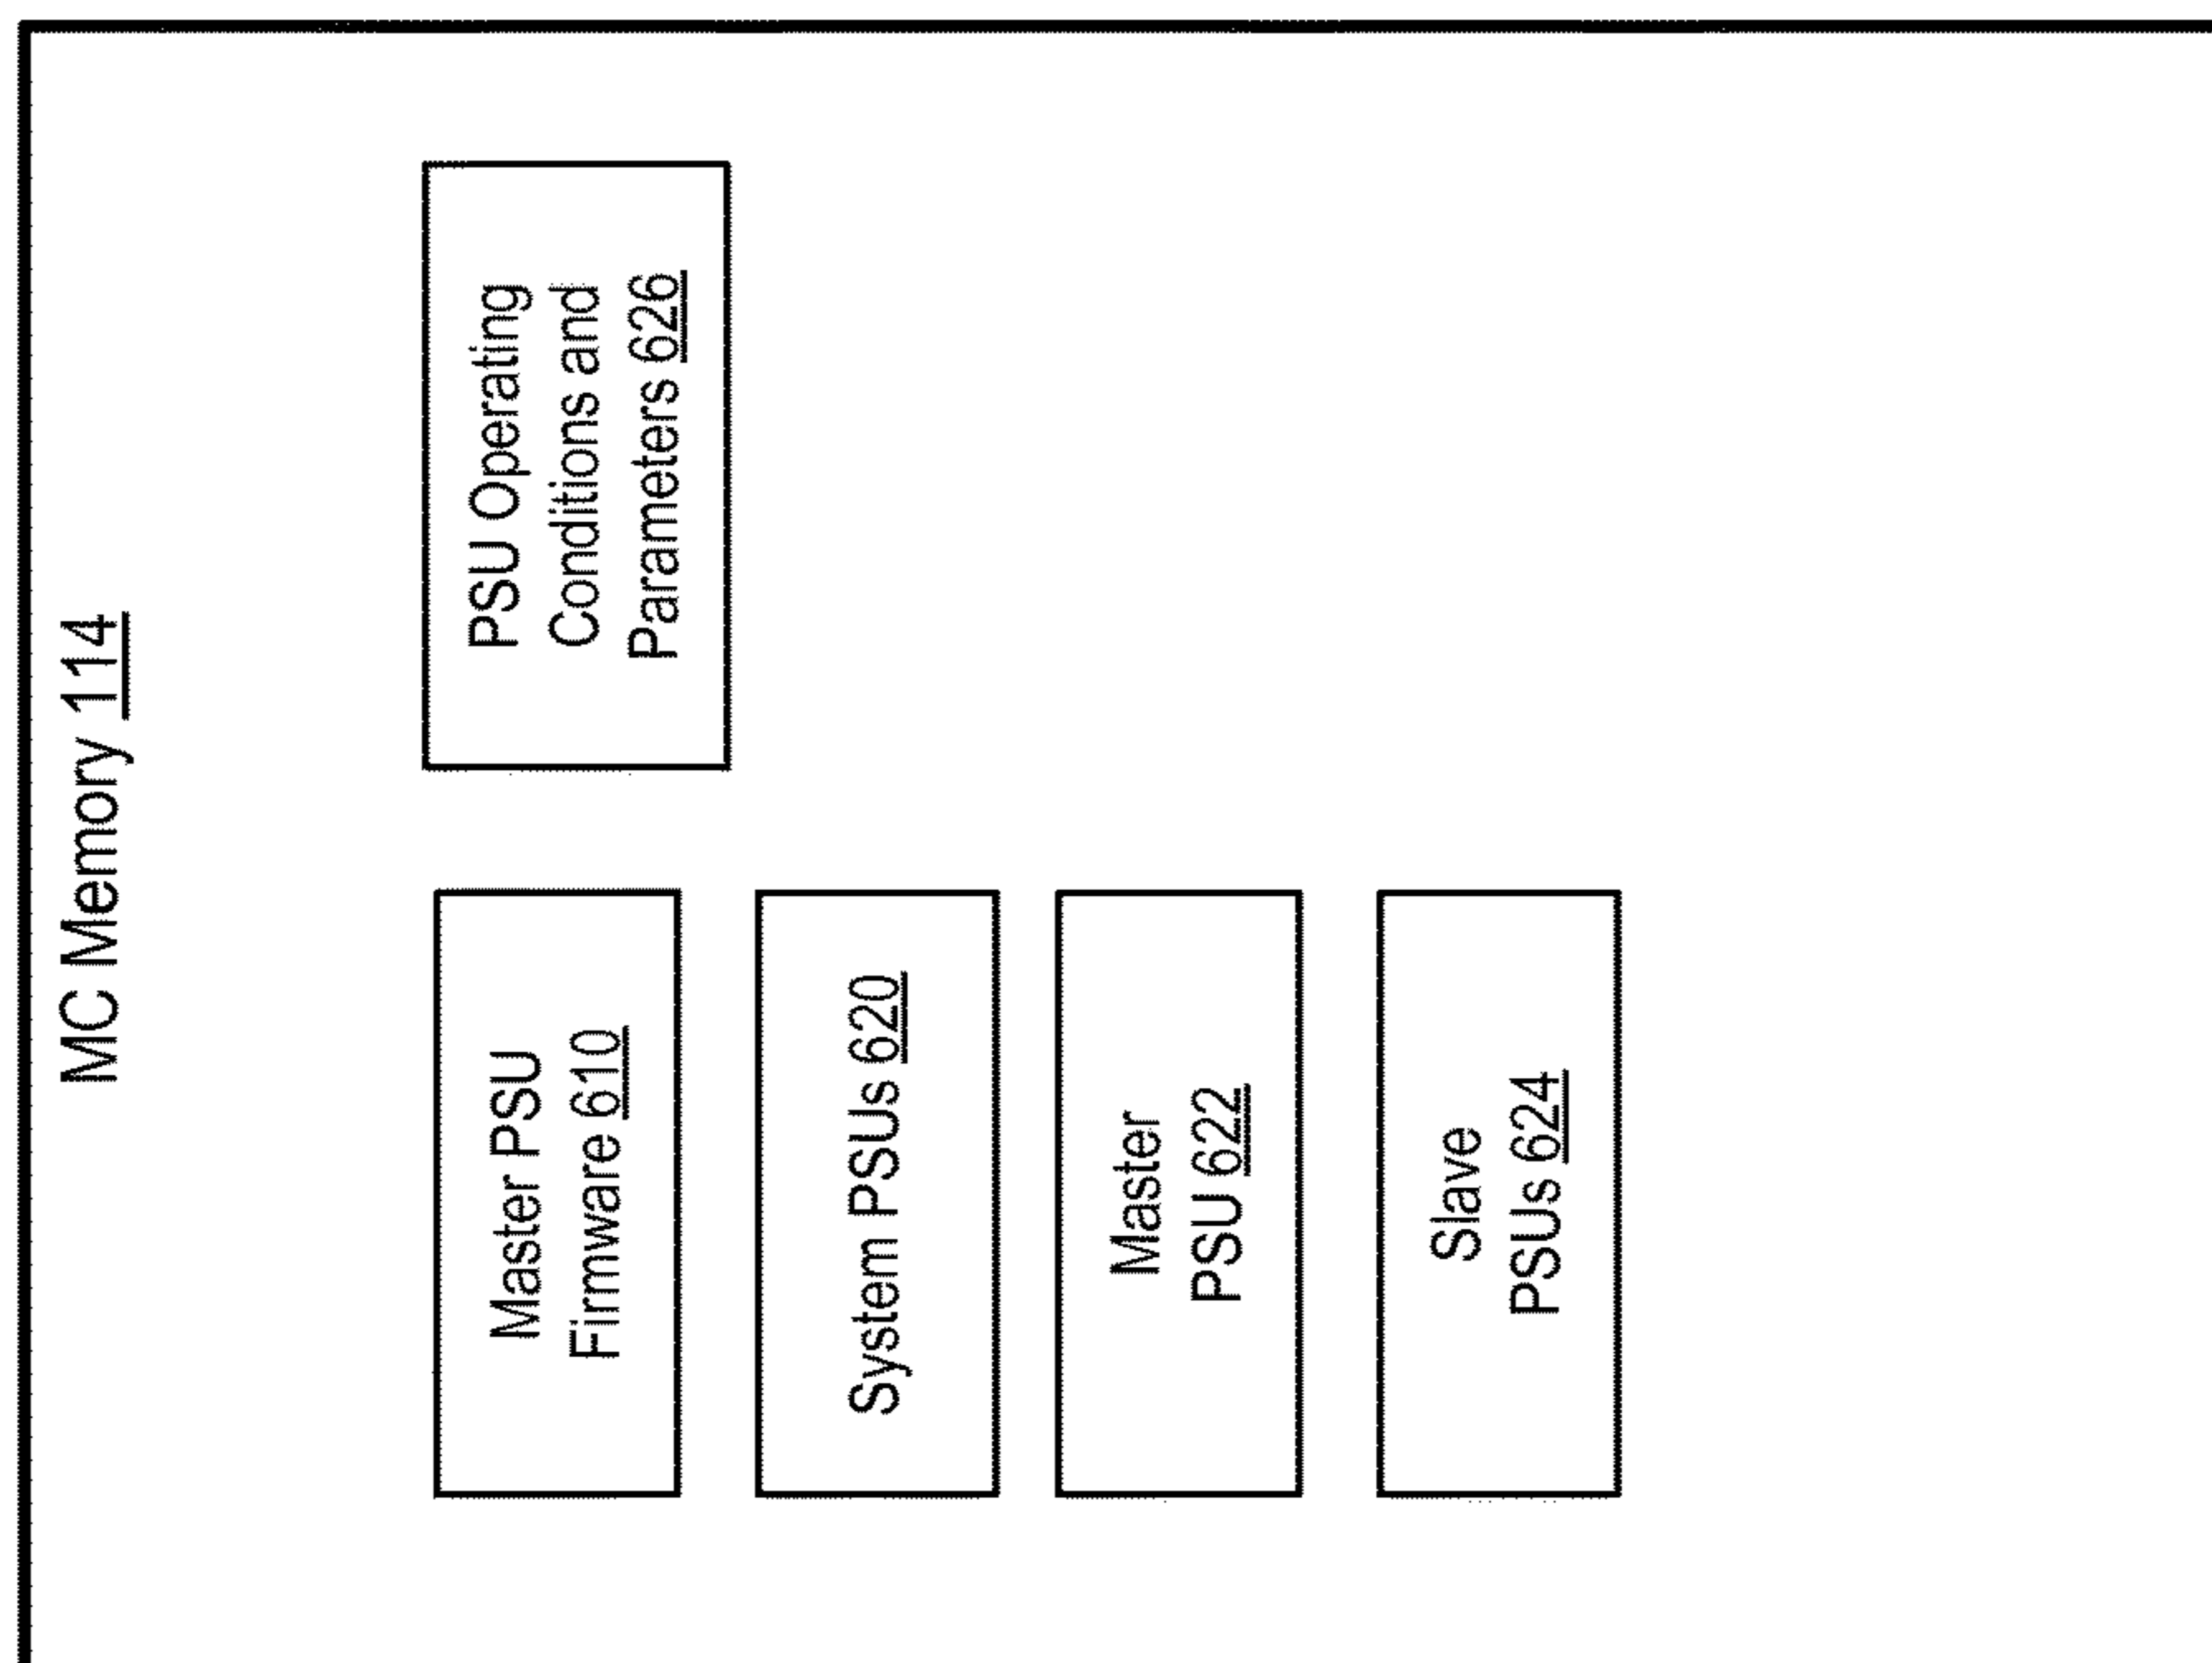 MC Memory 114
Master PSU
Firmware 610
System PSUs 620
Master
PSU 622
Slave
PSUs 624
PSU Operating
Conditions and
Parameters 626